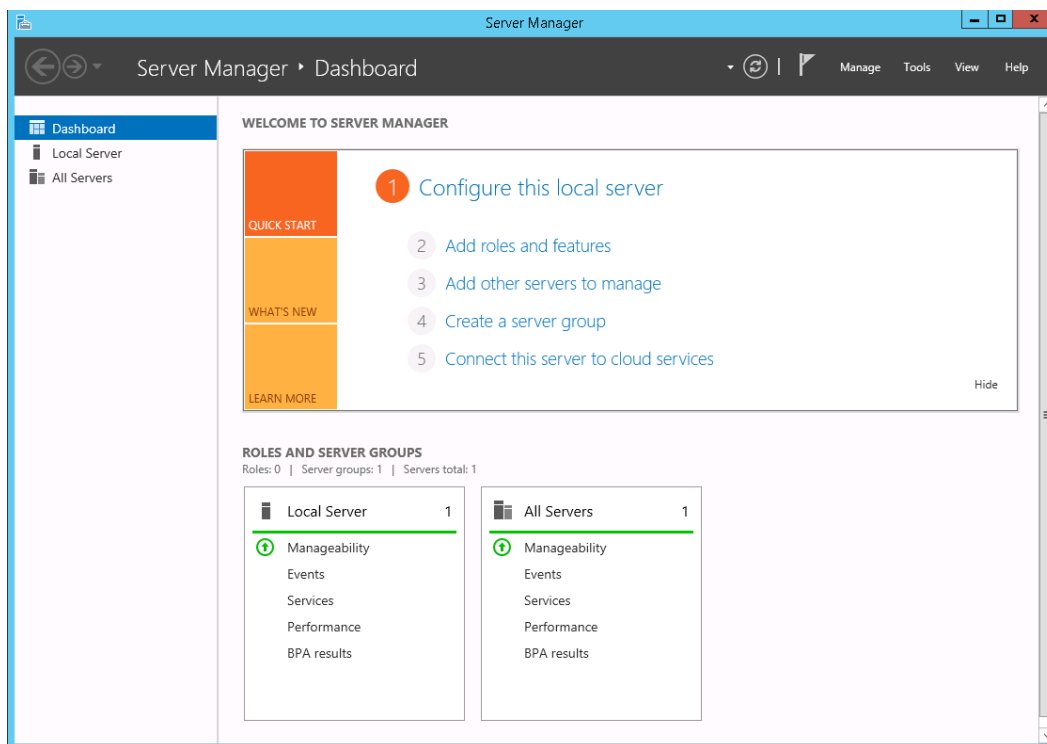 Server Manager
Server Manager ‣ Dashboard
Manage Tools View Help
Dashboard
Local Server
All Servers
WELCOME TO SERVER MANAGER
QUICK START
WHAT'S NEW
LEARN MORE
1 Configure this local server
2 Add roles and features
3 Add other servers to manage
4 Create a server group
5 Connect this server to cloud services
Hide
ROLES AND SERVER GROUPS
Roles: 0 | Server groups: 1 | Servers total: 1
Local Server 1
Manageability
Events
Services
Performance
BPA results
All Servers 1
Manageability
Events
Services
Performance
BPA results